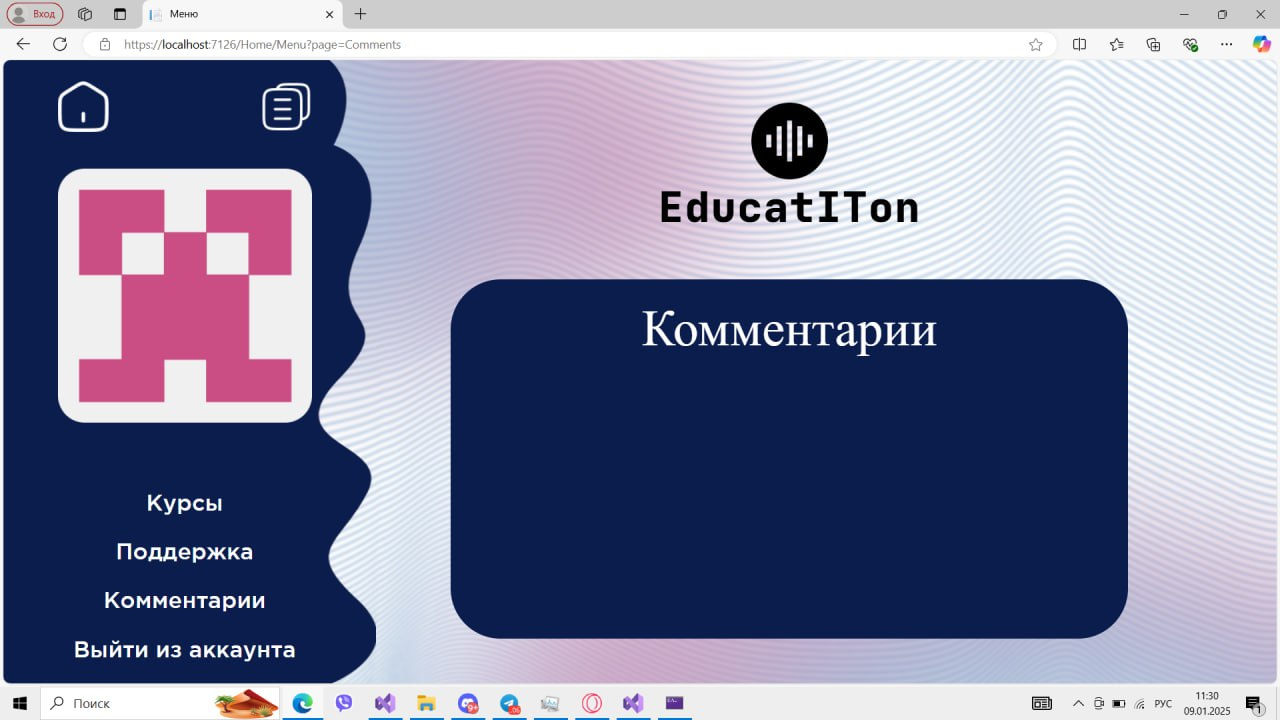 Вход
Меню
https://localhost:7126/Home/Menu?page=Comments
EducatITon
Комментарии
Курсы
Поддержка
Комментарии
Выйти из аккаунта
Поиск
РУС
11:30
09.01.2025
1